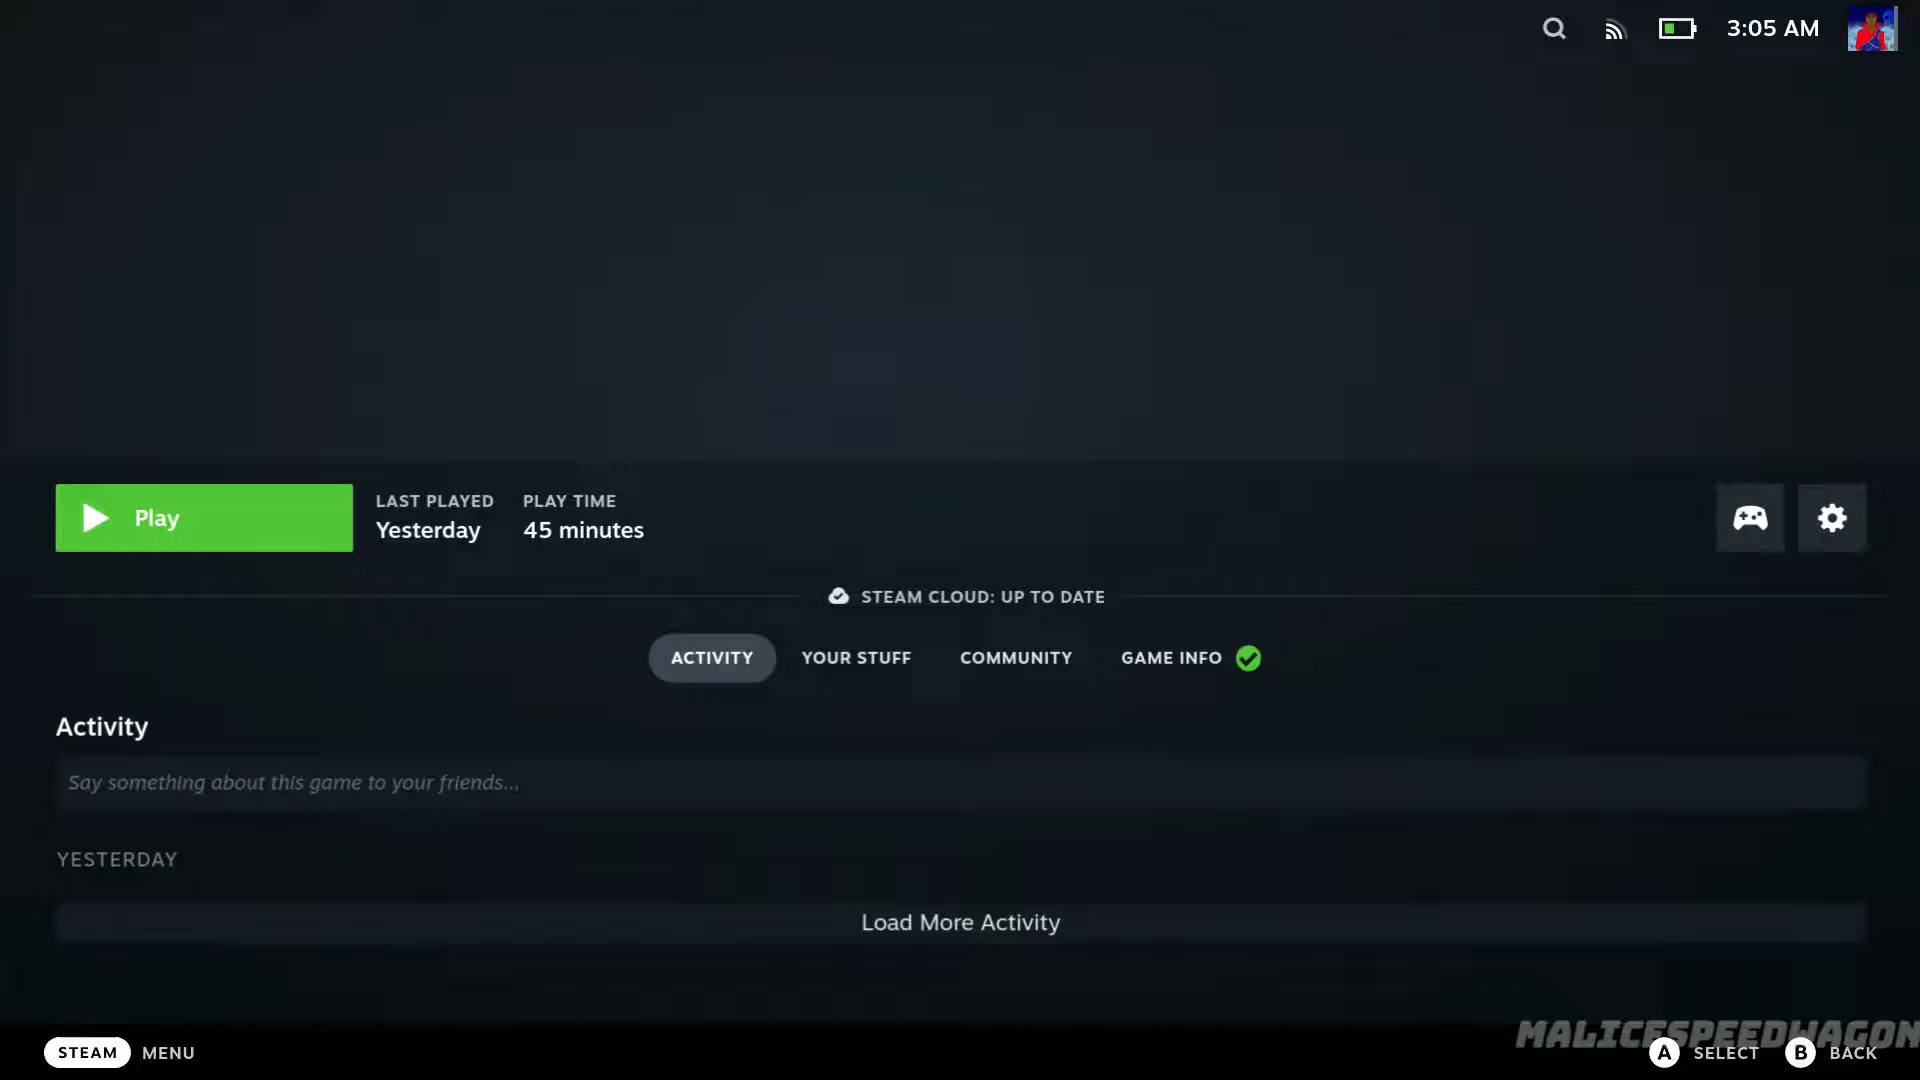 3:05 AM
Play
LAST PLAYED
Yesterday
PLAY TIME
45 minutes
STEAM CLOUD: UP TO DATE
ACTIVITY
YOUR STUFF
COMMUNITY
GAME INFO
Activity
Say something about this game to your friends...
YESTERDAY
Load More Activity
MALICESPEEDWAGON
STEAM MENU
A SELECT
B BACK